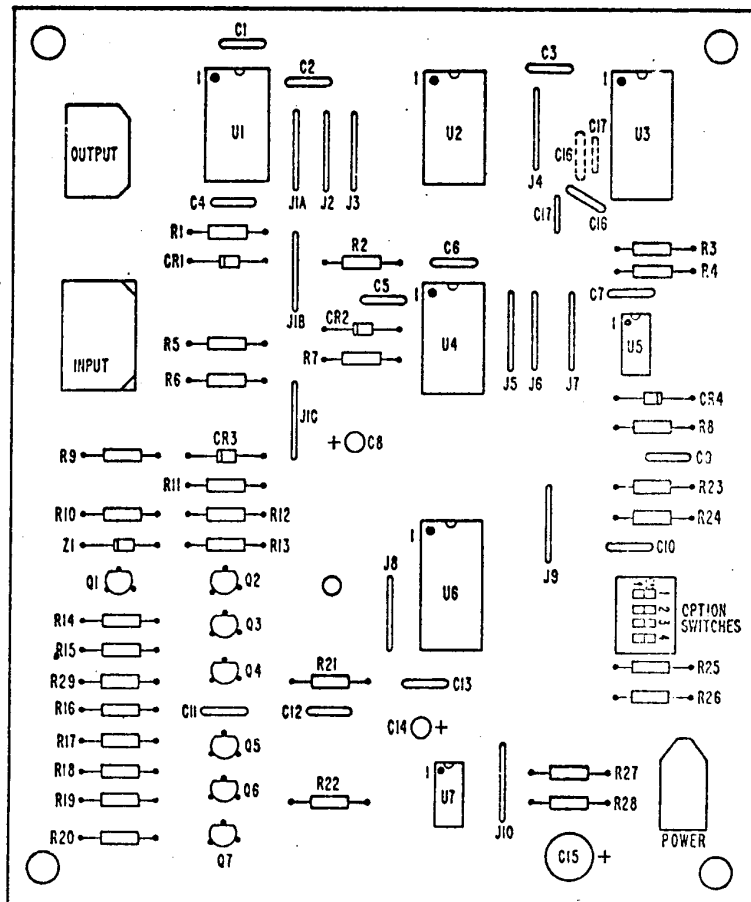 C1
C2
C3
1
U1
1
U2
1
U3
OUTPUT
C16
C17
J1A
J2
J3
J4
C4
C17
C16
R1
R2
C6
R3
CR1
R4
C5
1
C7
J1B
CR2
U4
1
U5
INPUT
R5
R7
J5
J6
J7
R6
J1C
CR4
+
C8
R8
R9
CR3
C9
R11
R23
R10
R12
R24
Z1
R13
1
J9
C10
Q1
Q2
J8
U6
1
2
3
4
OPTION
SWITCHES
R14
Q3
R15
Q4
R21
R25
R29
C13
R16
C11
C12
R26
C14
+
R17
Q5
R18
1
R27
R19
Q6
R22
U7
R28
R20
J10
POWER
Q7
C15
+